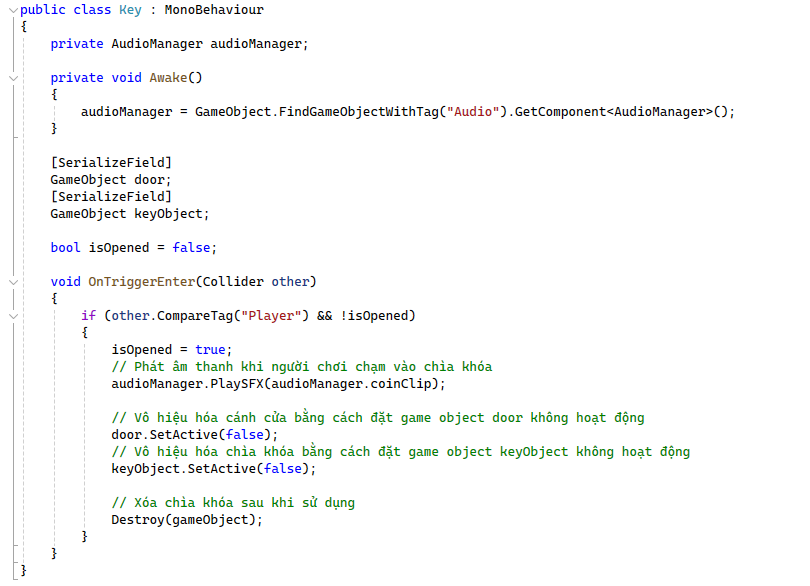 public class Key : MonoBehaviour
{
    private AudioManager audioManager;

    private void Awake()
    {
        audioManager = GameObject.FindGameObjectWithTag("Audio").GetComponent<AudioManager>();
    }

    [SerializeField]
    GameObject door;
    [SerializeField]
    GameObject keyObject;

    bool isOpened = false;

    void OnTriggerEnter(Collider other)
    {
        if (other.CompareTag("Player") && !isOpened)
        {
            isOpened = true;
            // Phát âm thanh khi người chơi chạm vào chìa khóa
            audioManager.PlaySFX(audioManager.coinClip);

            // Vô hiệu hóa cánh cửa bằng cách đặt game object door không hoạt động
            door.SetActive(false);
            // Vô hiệu hóa chìa khóa bằng cách đặt game object keyObject không hoạt động
            keyObject.SetActive(false);

            // Xóa chìa khóa sau khi sử dụng
            Destroy(gameObject);
        }
    }
}